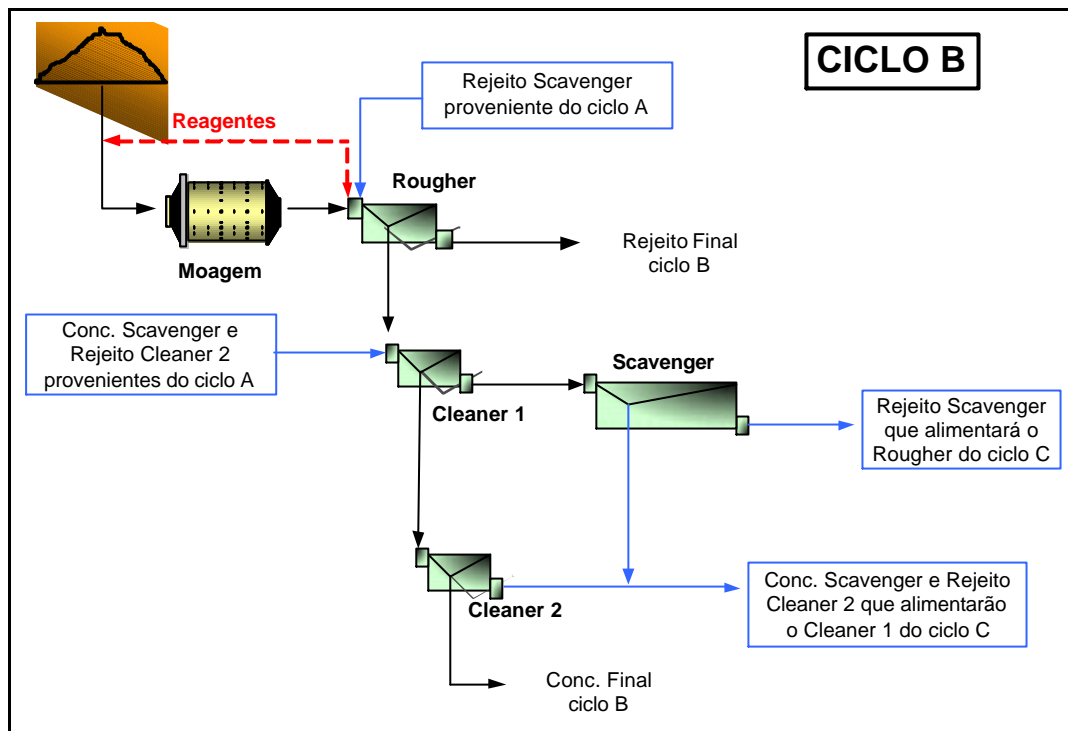 CICLO B
Rejeito Scavenger
proveniente do ciclo A
Reagentes
Rougher
Moagem
Rejeito Final
ciclo B
Conc. Scavenger e
Rejeito Cleaner 2
provenientes do ciclo A
Cleaner 1
Scavenger
Rejeito Scavenger
que alimentará o
Rougher do ciclo C
Cleaner 2
Conc. Scavenger e Rejeito
Cleaner 2 que alimentarão
o Cleaner 1 do ciclo C
Conc. Final
ciclo B